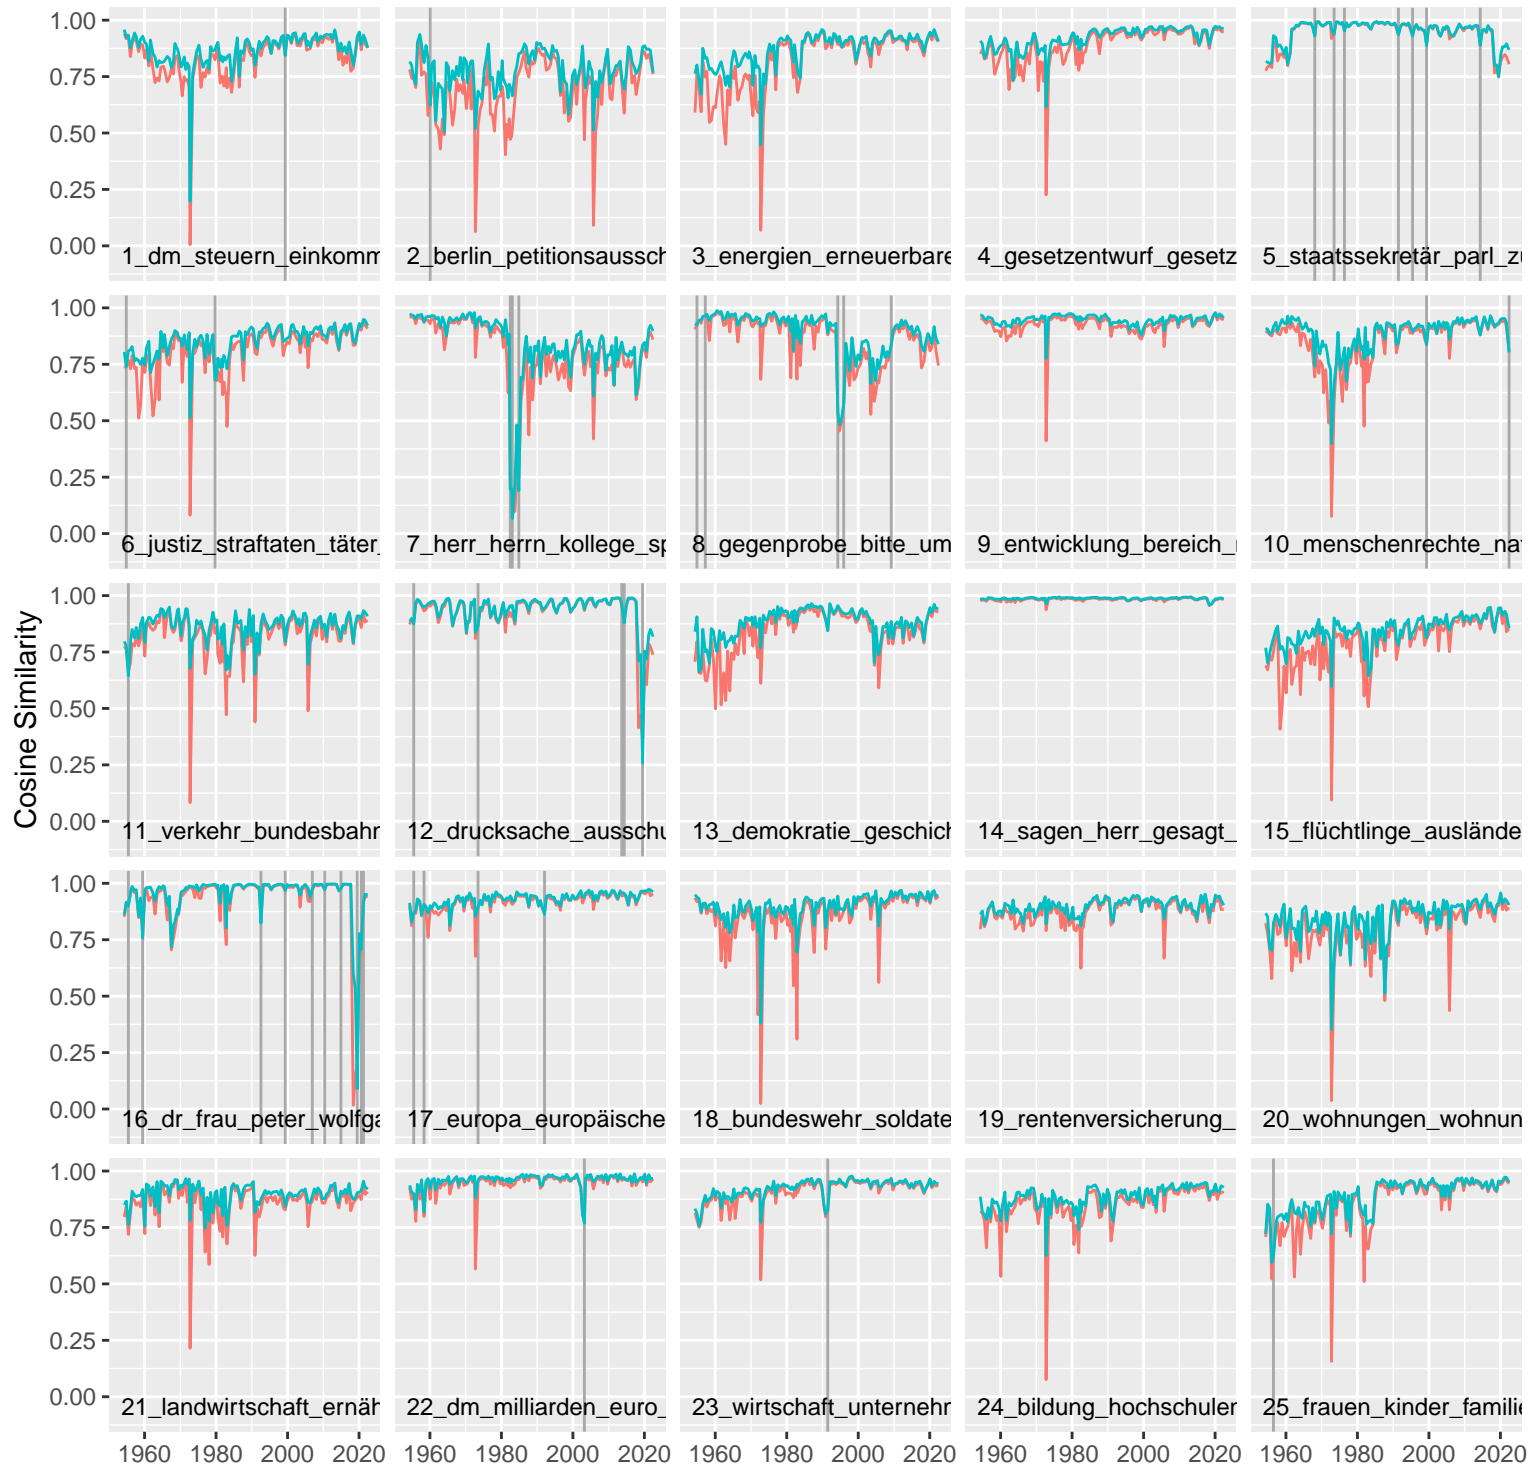 Cosine Similarity
1.00
0.75
0.50
0.25
0.00
1_dm_steuern_einkomm
2_berlin_petitionsaussch
3_energien_erneuerbare
4_gesetzentwurf_gesetz
5_staatssekretär_parl_zu
1.00
0.75
0.50
0.25
0.00
6_justiz_straftaten_täter_
7_herr_herrn_kollege_sp
8_gegenprobe_bitte_um
9_entwicklung_bereich_
10_menschenrechte_nat
1.00
0.75
0.50
0.25
0.00
11_verkehr_bundesbahn
12_drucksache_ausschu
13_demokratie_geschich
14_sagen_herr_gesagt_
15_flüchtlinge_auslände
1.00
0.75
0.50
0.25
0.00
16_dr_frau_peter_wolfga
17_europa_europäische
18_bundeswehr_soldate
19_rentenversicherung_
20_wohnungen_wohnun
1.00
0.75
0.50
0.25
0.00
21_landwirtschaft_ernäh
22_dm_milliarden_euro_
23_wirtschaft_unternehr
24_bildung_hochschuler
25_frauen_kinder_familie
1960 1980 2000 2020 1960 1980 2000 2020 1960 1980 2000 2020 1960 1980 2000 2020 1960 1980 2000 2020